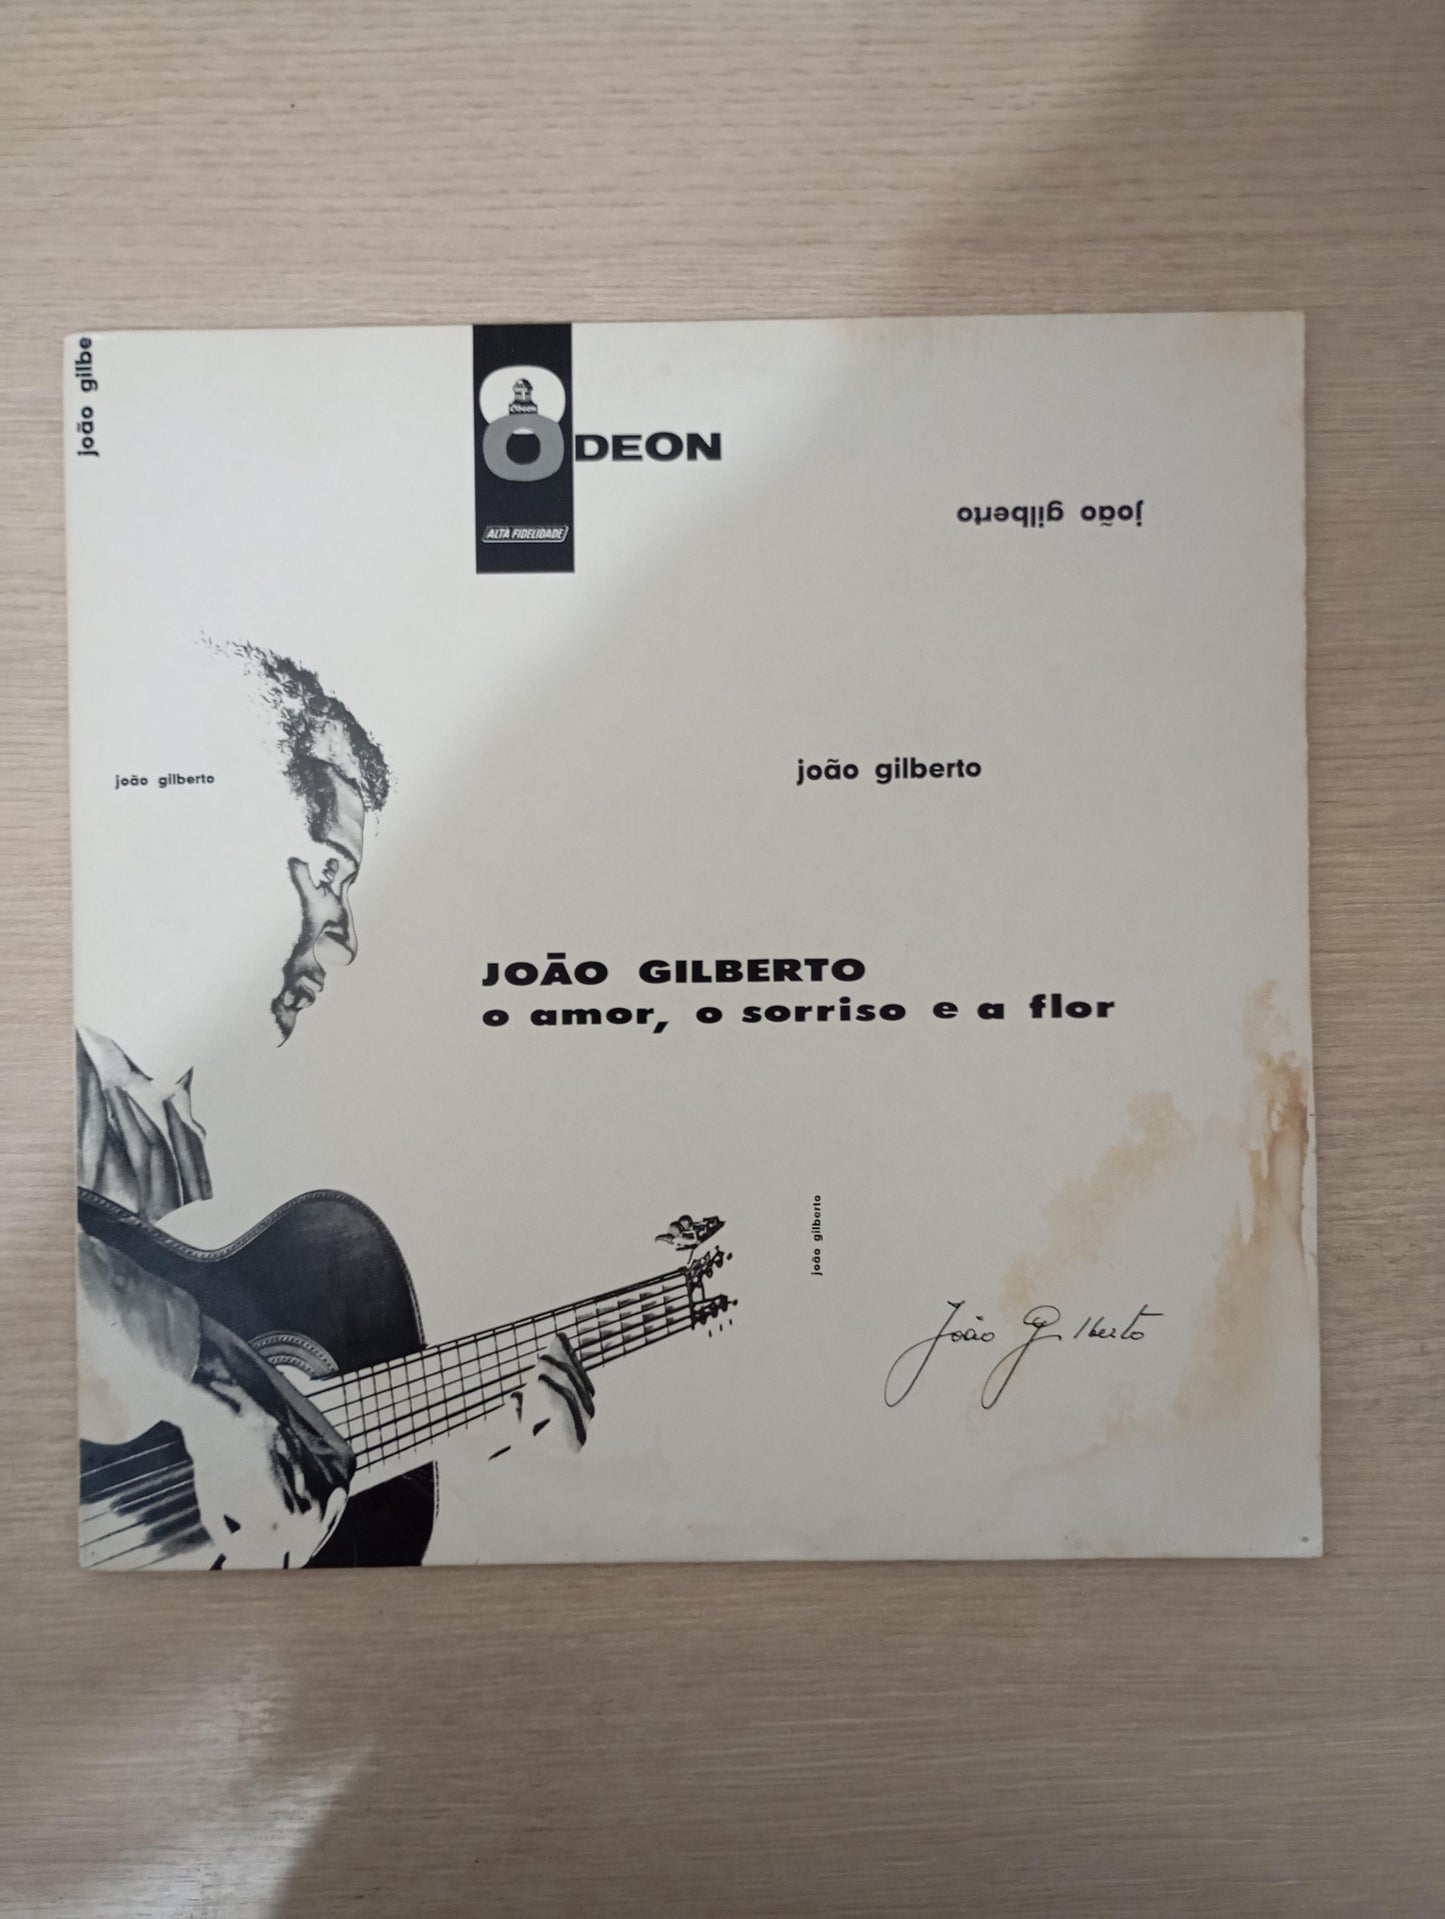 joão gilbe
Odeon
ODEON
ALTA FIDELIDADE
joão gilberto
joão gilberto
joão gilberto
JOÃO GILBERTO
o amor, o sorriso e a flor
joão gilberto
João Gilberto